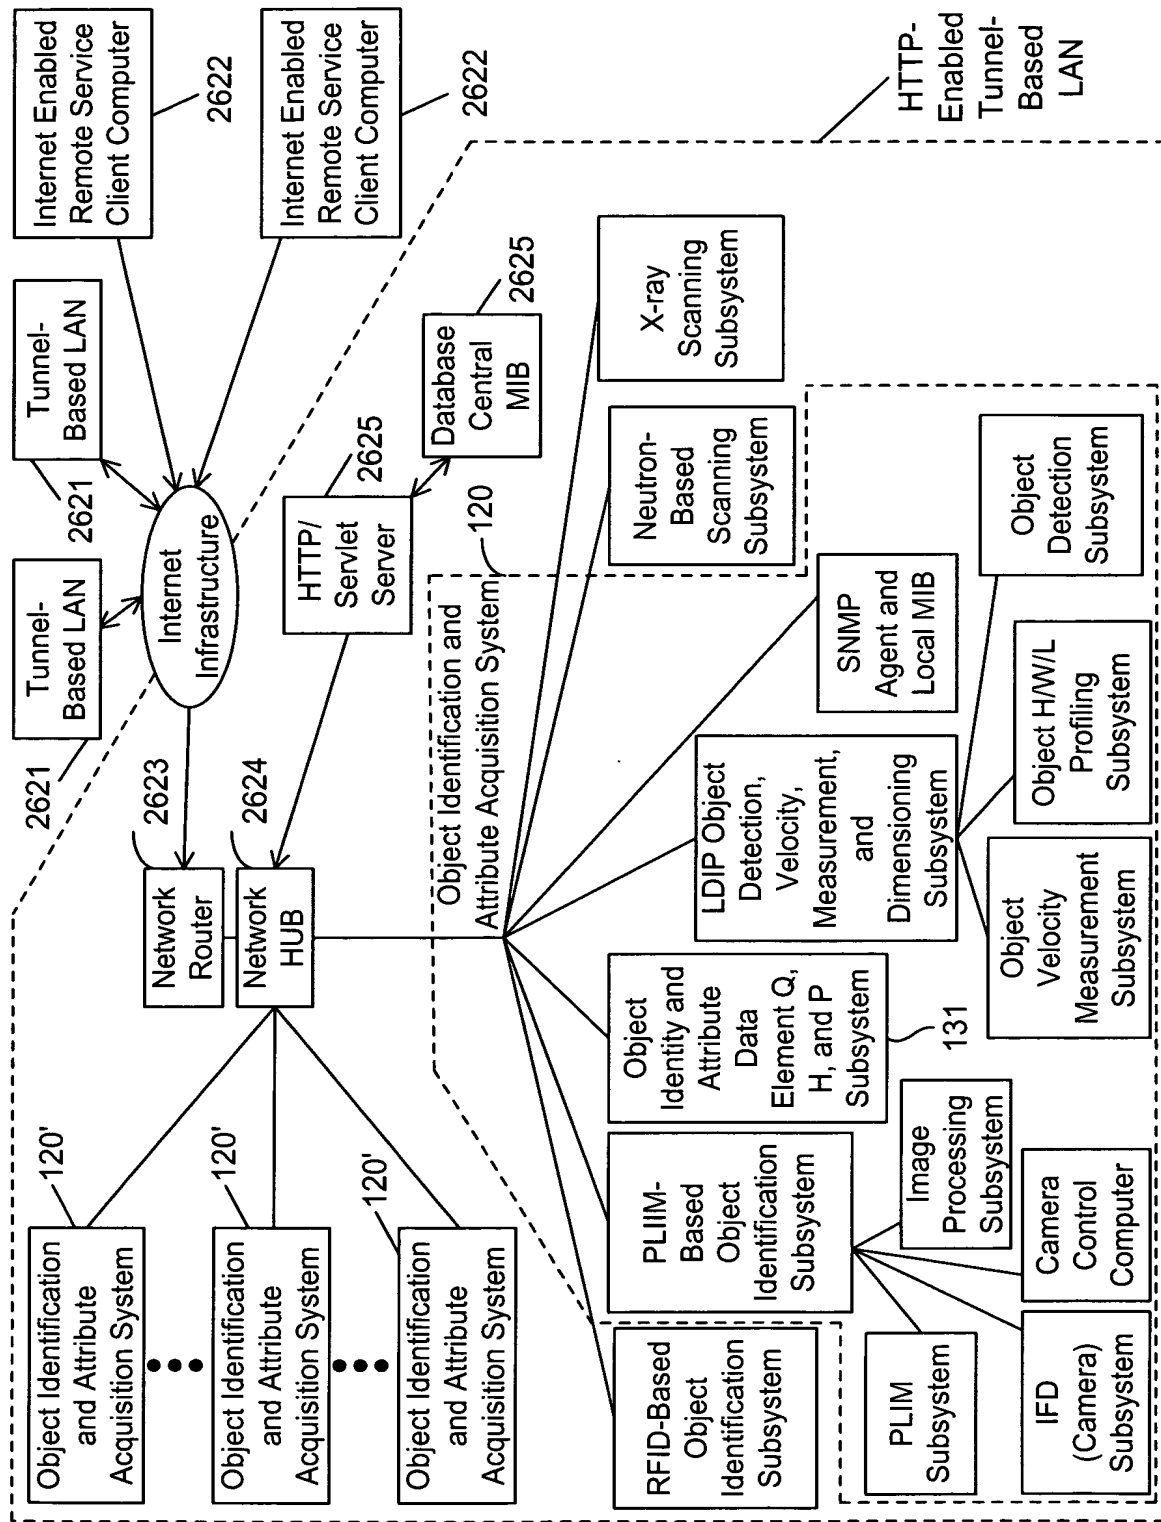 Tunnel-
Based LAN
2621
Tunnel-
Based LAN
2621
Internet Enabled
Remote Service
Client Computer
2622
Internet Enabled
Remote Service
Client Computer
2622
Internet
Infrastructure
HTTP-
Enabled
Tunnel-
Based
LAN
Network
Router
2623
Network
HUB
2624
HTTP/
Servlet
Server
2625
Database
Central
MIB
2625
Object Identification
and Attribute
Acquisition System
120'
Object Identification
and Attribute
Acquisition System
120'
Object Identification
and Attribute
Acquisition System
120'
Object Identification and
Attribute Acquisition System
120
RFID-Based
Object
Identification
Subsystem
PLIIM-
Based
Object
Identification
Subsystem
Object
Identity and
Attribute
Data
Element Q,
H, and P
Subsystem
131
LDIP Object
Detection,
Velocity,
Measurement,
and
Dimensioning
Subsystem
SNMP
Agent and
Local MIB
Neutron-
Based
Scanning
Subsystem
X-ray
Scanning
Subsystem
PLIM
Subsystem
IFD
(Camera)
Subsystem
Camera
Control
Computer
Image
Processing
Subsystem
Object
Velocity
Measurement
Subsystem
Object H/W/L
Profiling
Subsystem
Object
Detection
Subsystem